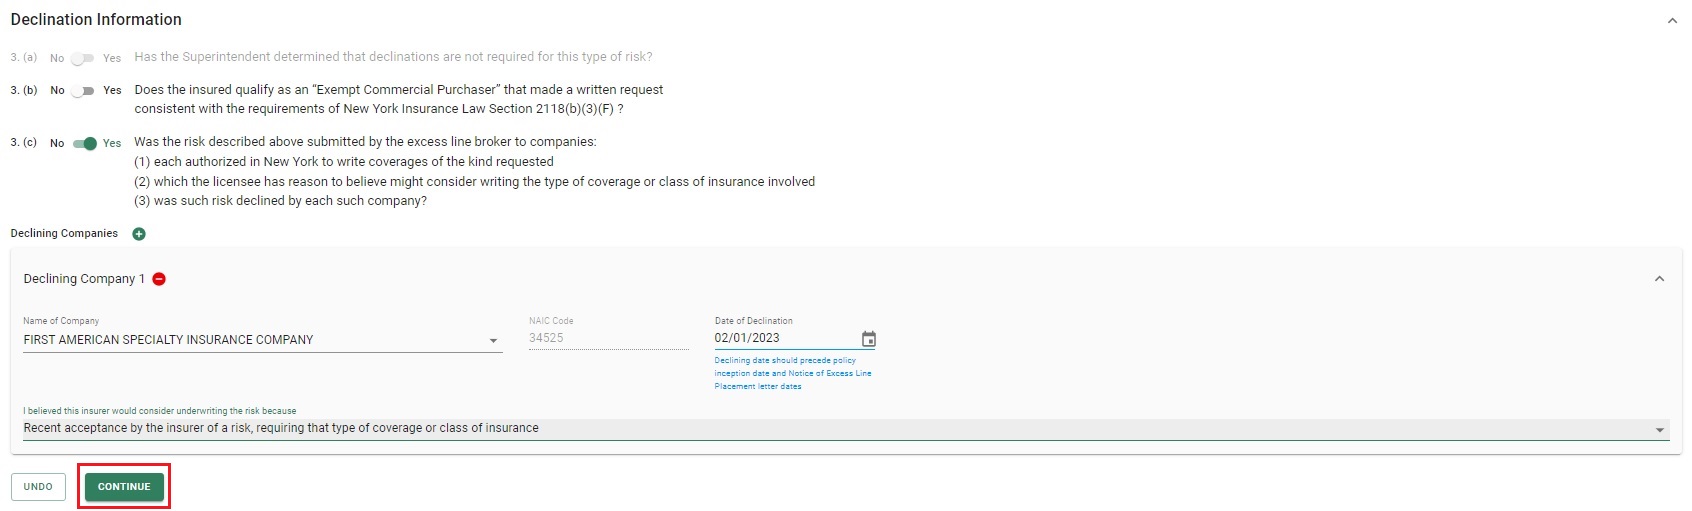 Declination Information
3. (a) No Yes Has the Superintendent determined that declinations are not required for this type of risk?
3. (b) No Yes Does the insured qualify as an “Exempt Commercial Purchaser” that made a written request
consistent with the requirements of New York Insurance Law Section 2118(b)(3)(F) ?
3. (c) No Yes Was the risk described above submitted by the excess line broker to companies:
(1) each authorized in New York to write coverages of the kind requested
(2) which the licensee has reason to believe might consider writing the type of coverage or class of insurance involved
(3) was such risk declined by each such company?
Declining Companies
Declining Company 1
Name of Company NAIC Code Date of Declination
FIRST AMERICAN SPECIALTY INSURANCE COMPANY 34525 02/01/2023
Declining date should precede policy
inception date and Notice of Excess Line
Placement letter dates
I believed this insurer would consider underwriting the risk because
Recent acceptance by the insurer of a risk, requiring that type of coverage or class of insurance
UNDO CONTINUE